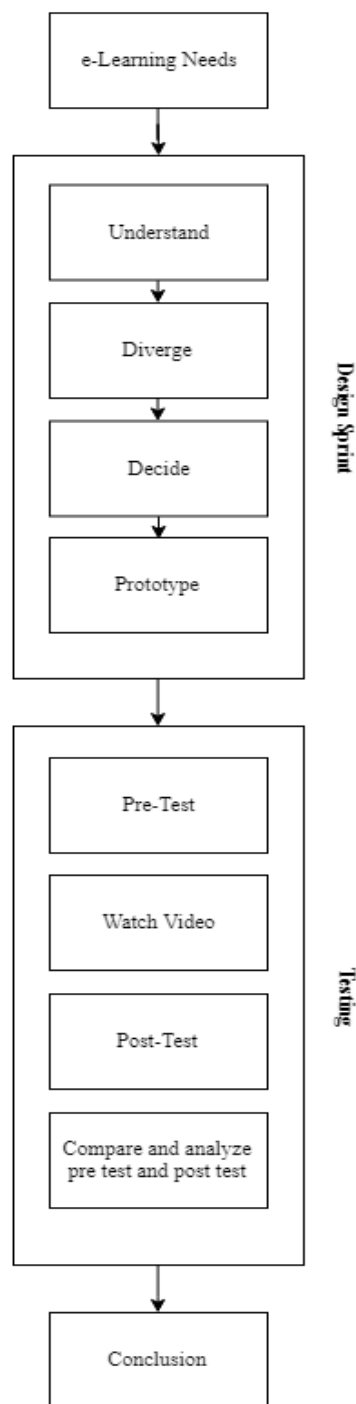 e-Learning Needs
Understand
Diverge
Decide
Prototype
Design Sprint
Pre-Test
Watch Video
Post-Test
Compare and analyze
pre test and post test
Testing
Conclusion